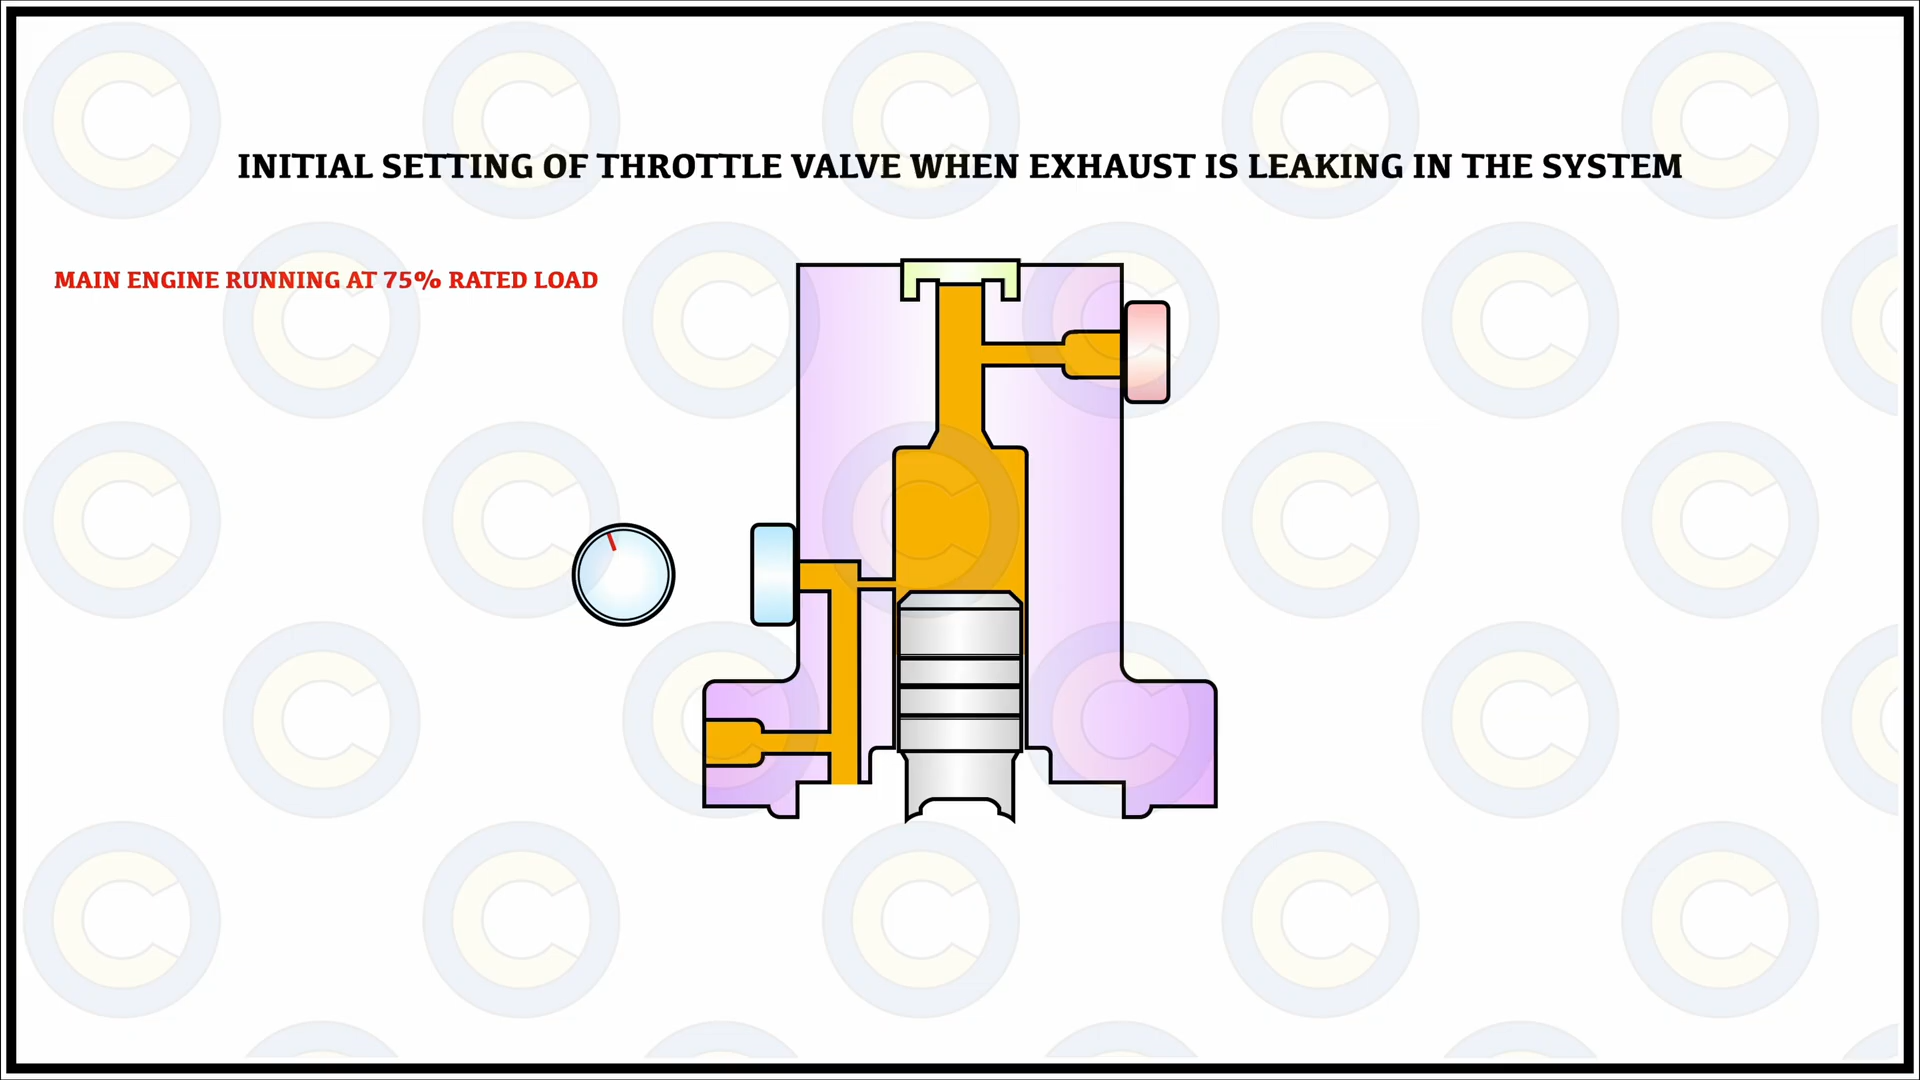 INITIAL SETTING OF THROTTLE VALVE WHEN EXHAUST IS LEAKING IN THE SYSTEM
MAIN ENGINE RUNNING AT 75% RATED LOAD